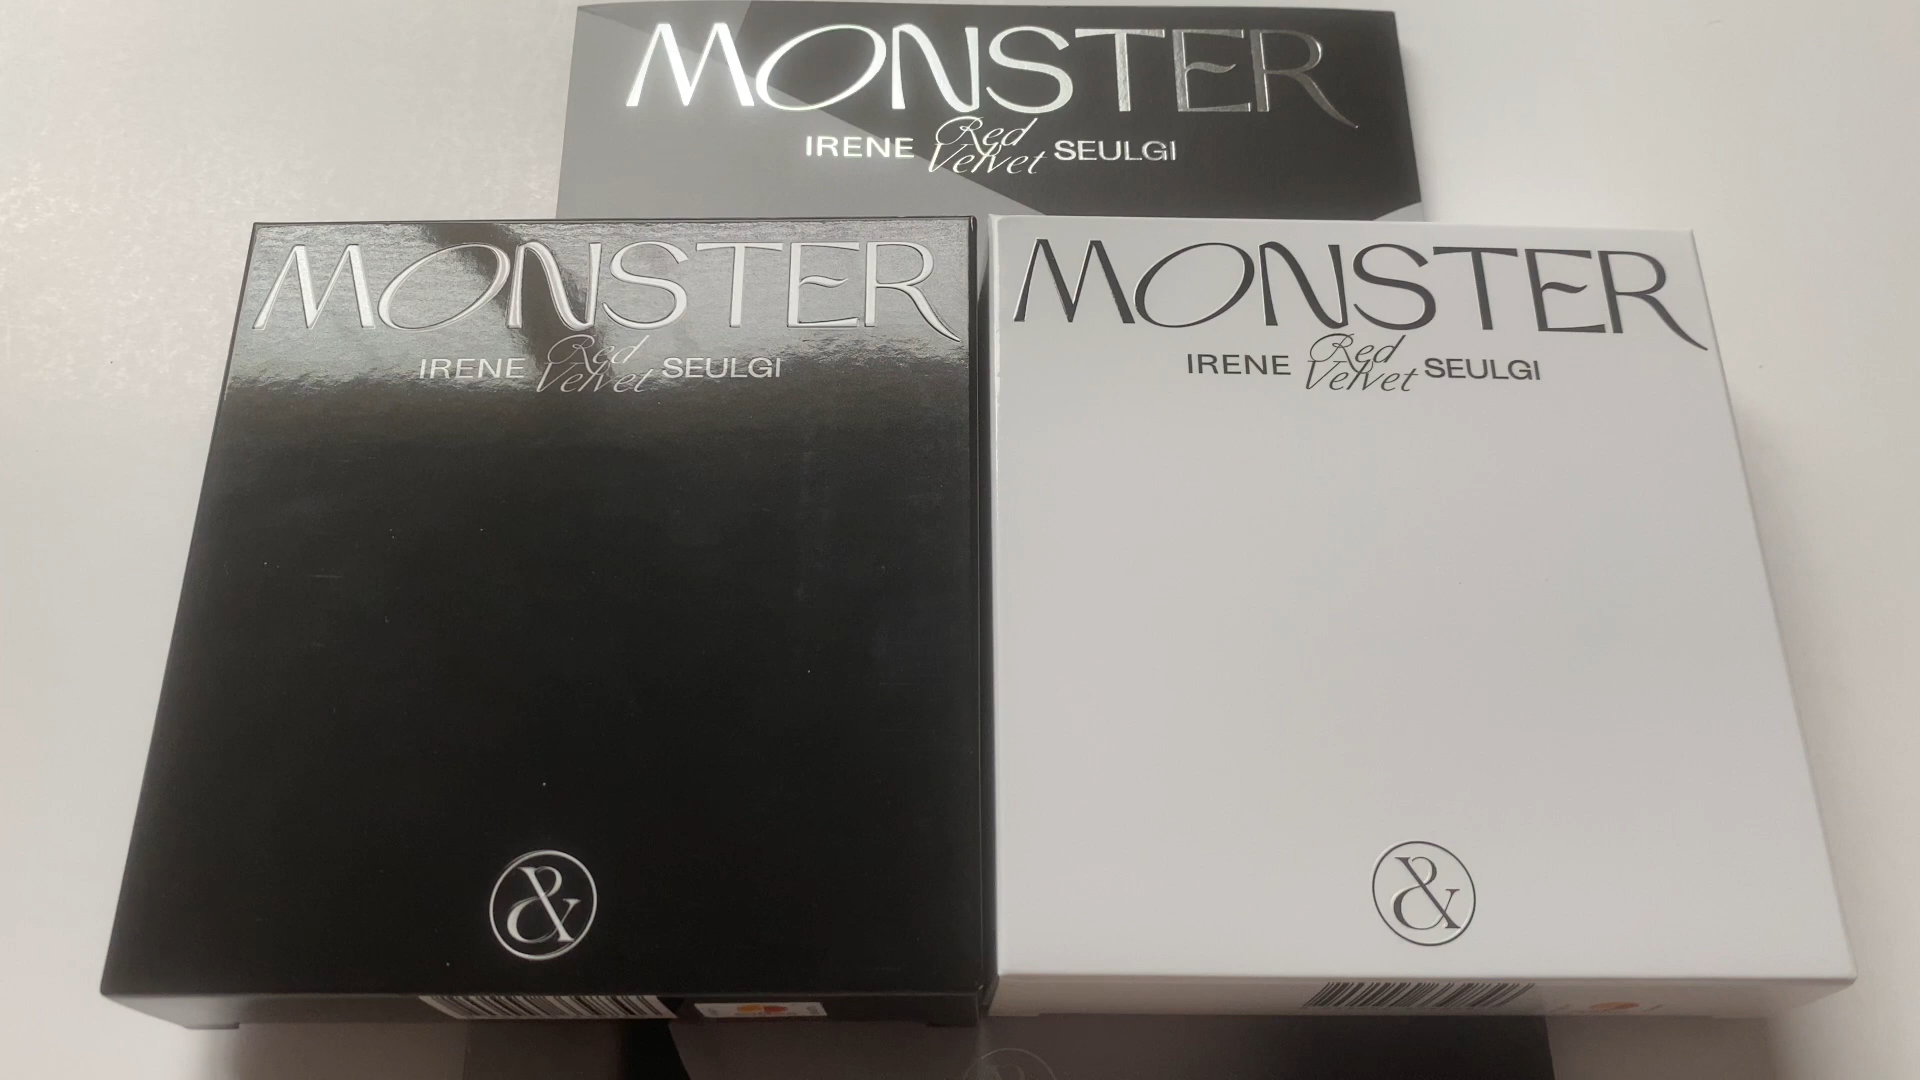 MONSTER
IRENE Red Velvet SEULGI
MONSTER
IRENE Red Velvet SEULGI
&
MONSTER
IRENE Red Velvet SEULGI
&